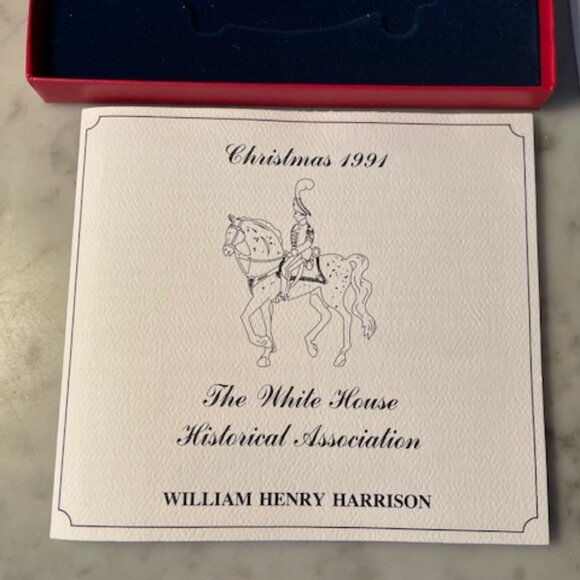 Christmas 1991
The White House
Historical Association
WILLIAM HENRY HARRISON